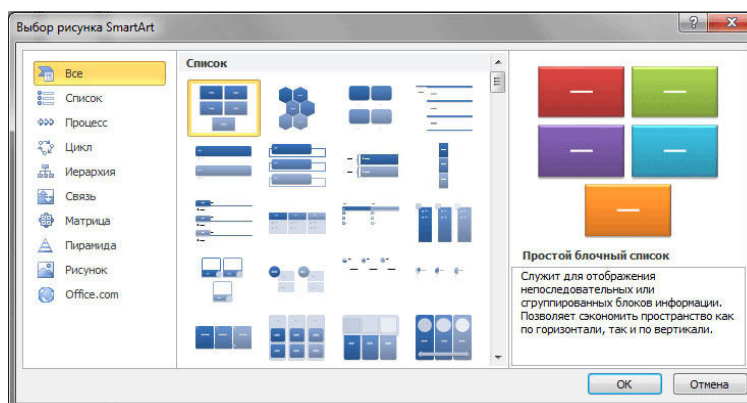 Выбор рисунка SmartArt
Все
Список
Процесс
Цикл
Иерархия
Связь
Матрица
Пирамида
Рисунок
Office.com
Список
Простой блочный список
Служит для отображения
непоследовательных или
сгруппированных блоков информации.
Позволяет сэкономить пространство как
по горизонтали, так и по вертикали.
ОК
Отмена